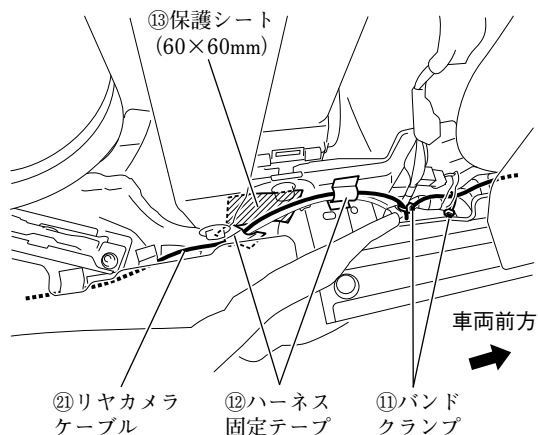 ⑬保護シート
(60×60mm)
車両前方
㉑リヤカメラ
ケーブル
⑫ハーネス
固定テープ
⑪バンド
クランプ